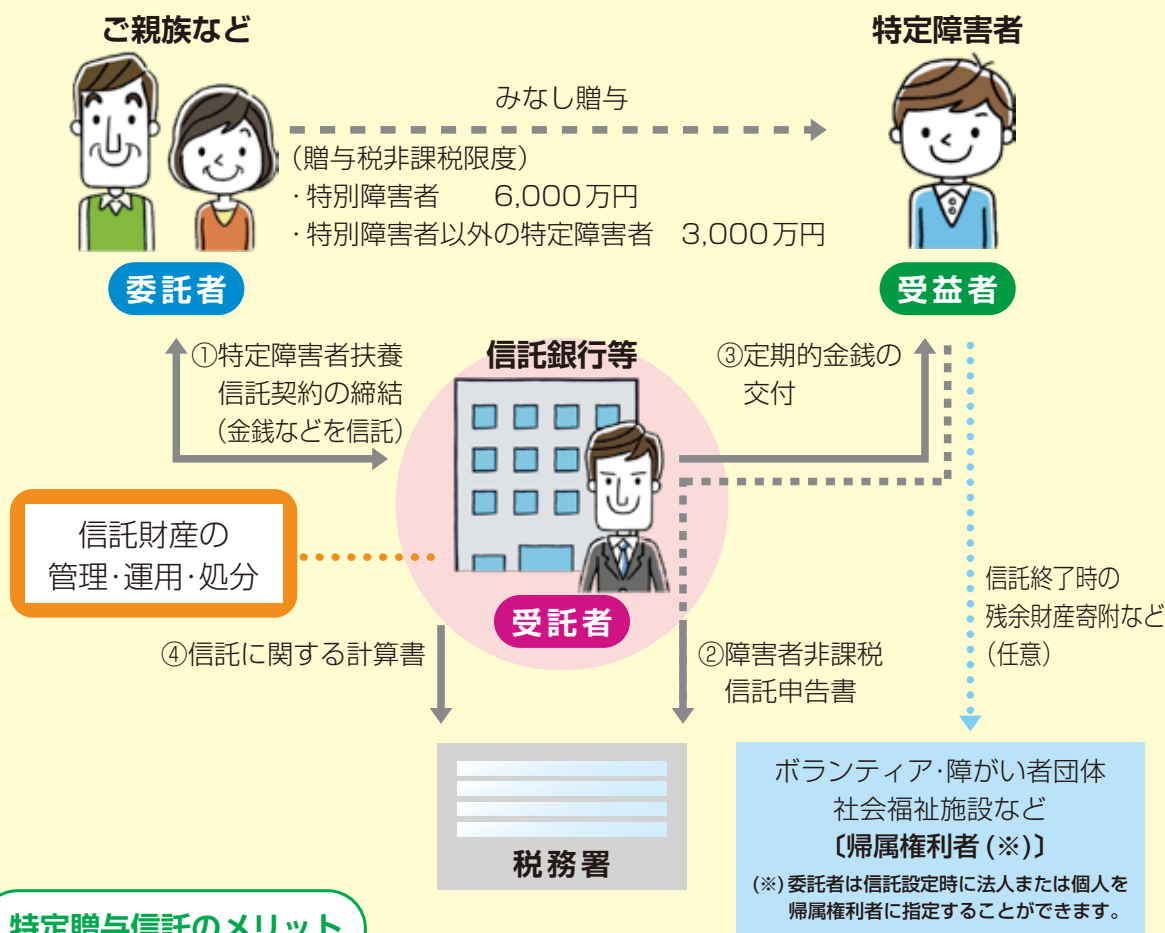 ご親族など
特定障害者
みなし贈与
(贈与税非課税限度)
・特別障害者　6,000万円
・特別障害者以外の特定障害者　3,000万円
委託者
受益者
①特定障害者扶養
信託契約の締結
(金銭などを信託)
信託銀行等
③定期的金銭の
交付
信託財産の
管理・運用・処分
受託者
信託終了時の
残余財産寄附など
(任意)
④信託に関する計算書
②障害者非課税
信託申告書
税務署
ボランティア・障がい者団体
社会福祉施設など
〔帰属権利者(※)〕
(※)委託者は信託設定時に法人または個人を
帰属権利者に指定することができます。
特定贈与信託のメリット